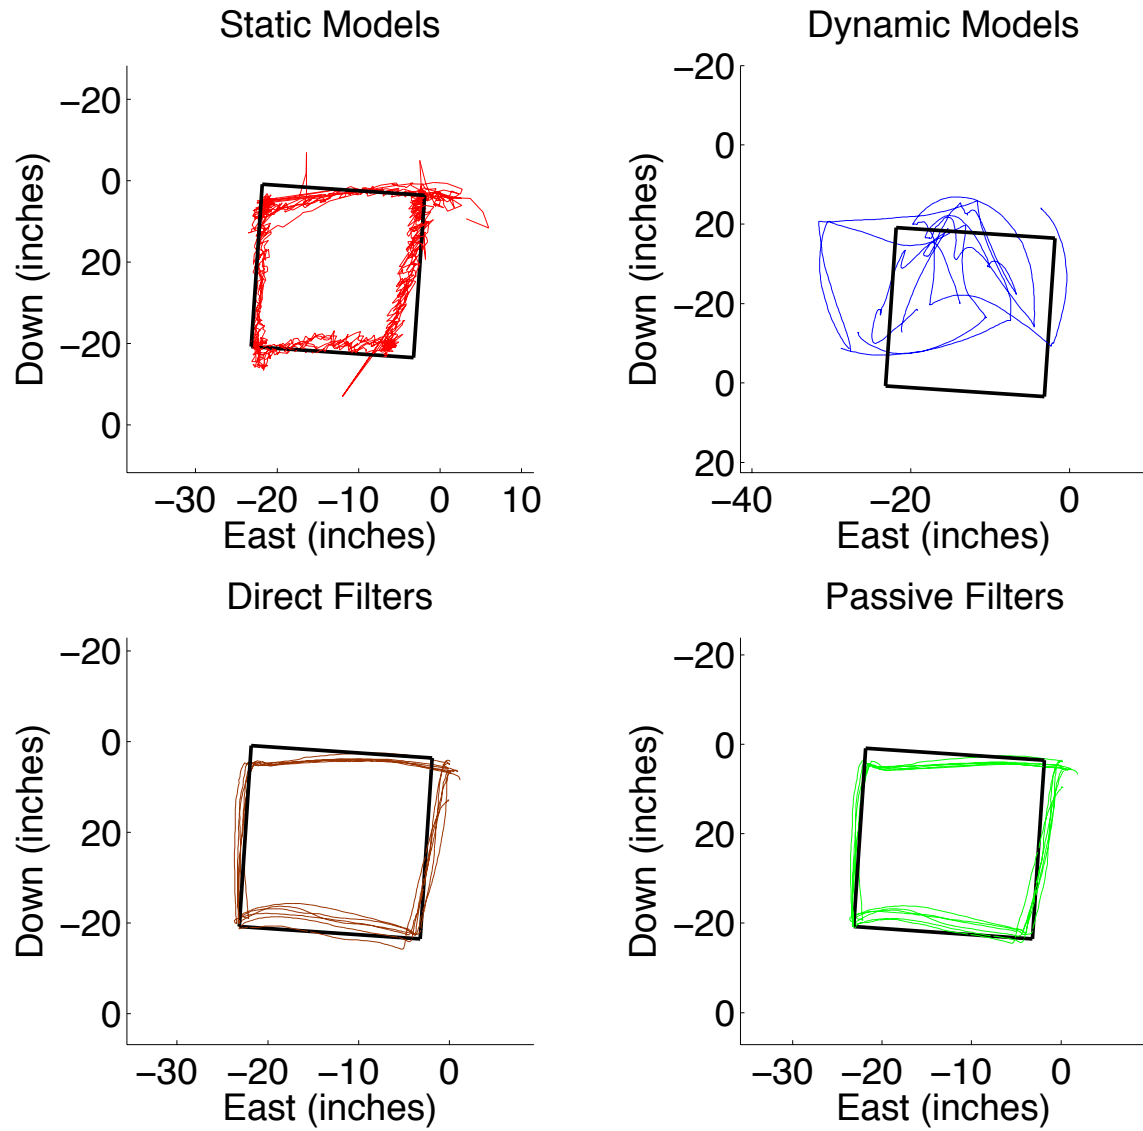 Static Models
Dynamic Models
−20
0
20
−20
0
Down (inches)
−30 −20 −10 0 10
East (inches)
−20
0
20
−20
0
20
Down (inches)
−40 −20 0
East (inches)
Direct Filters
Passive Filters
−20
0
20
−20
0
Down (inches)
−30 −20 −10 0
East (inches)
−20
0
20
−20
0
Down (inches)
−30 −20 −10 0
East (inches)